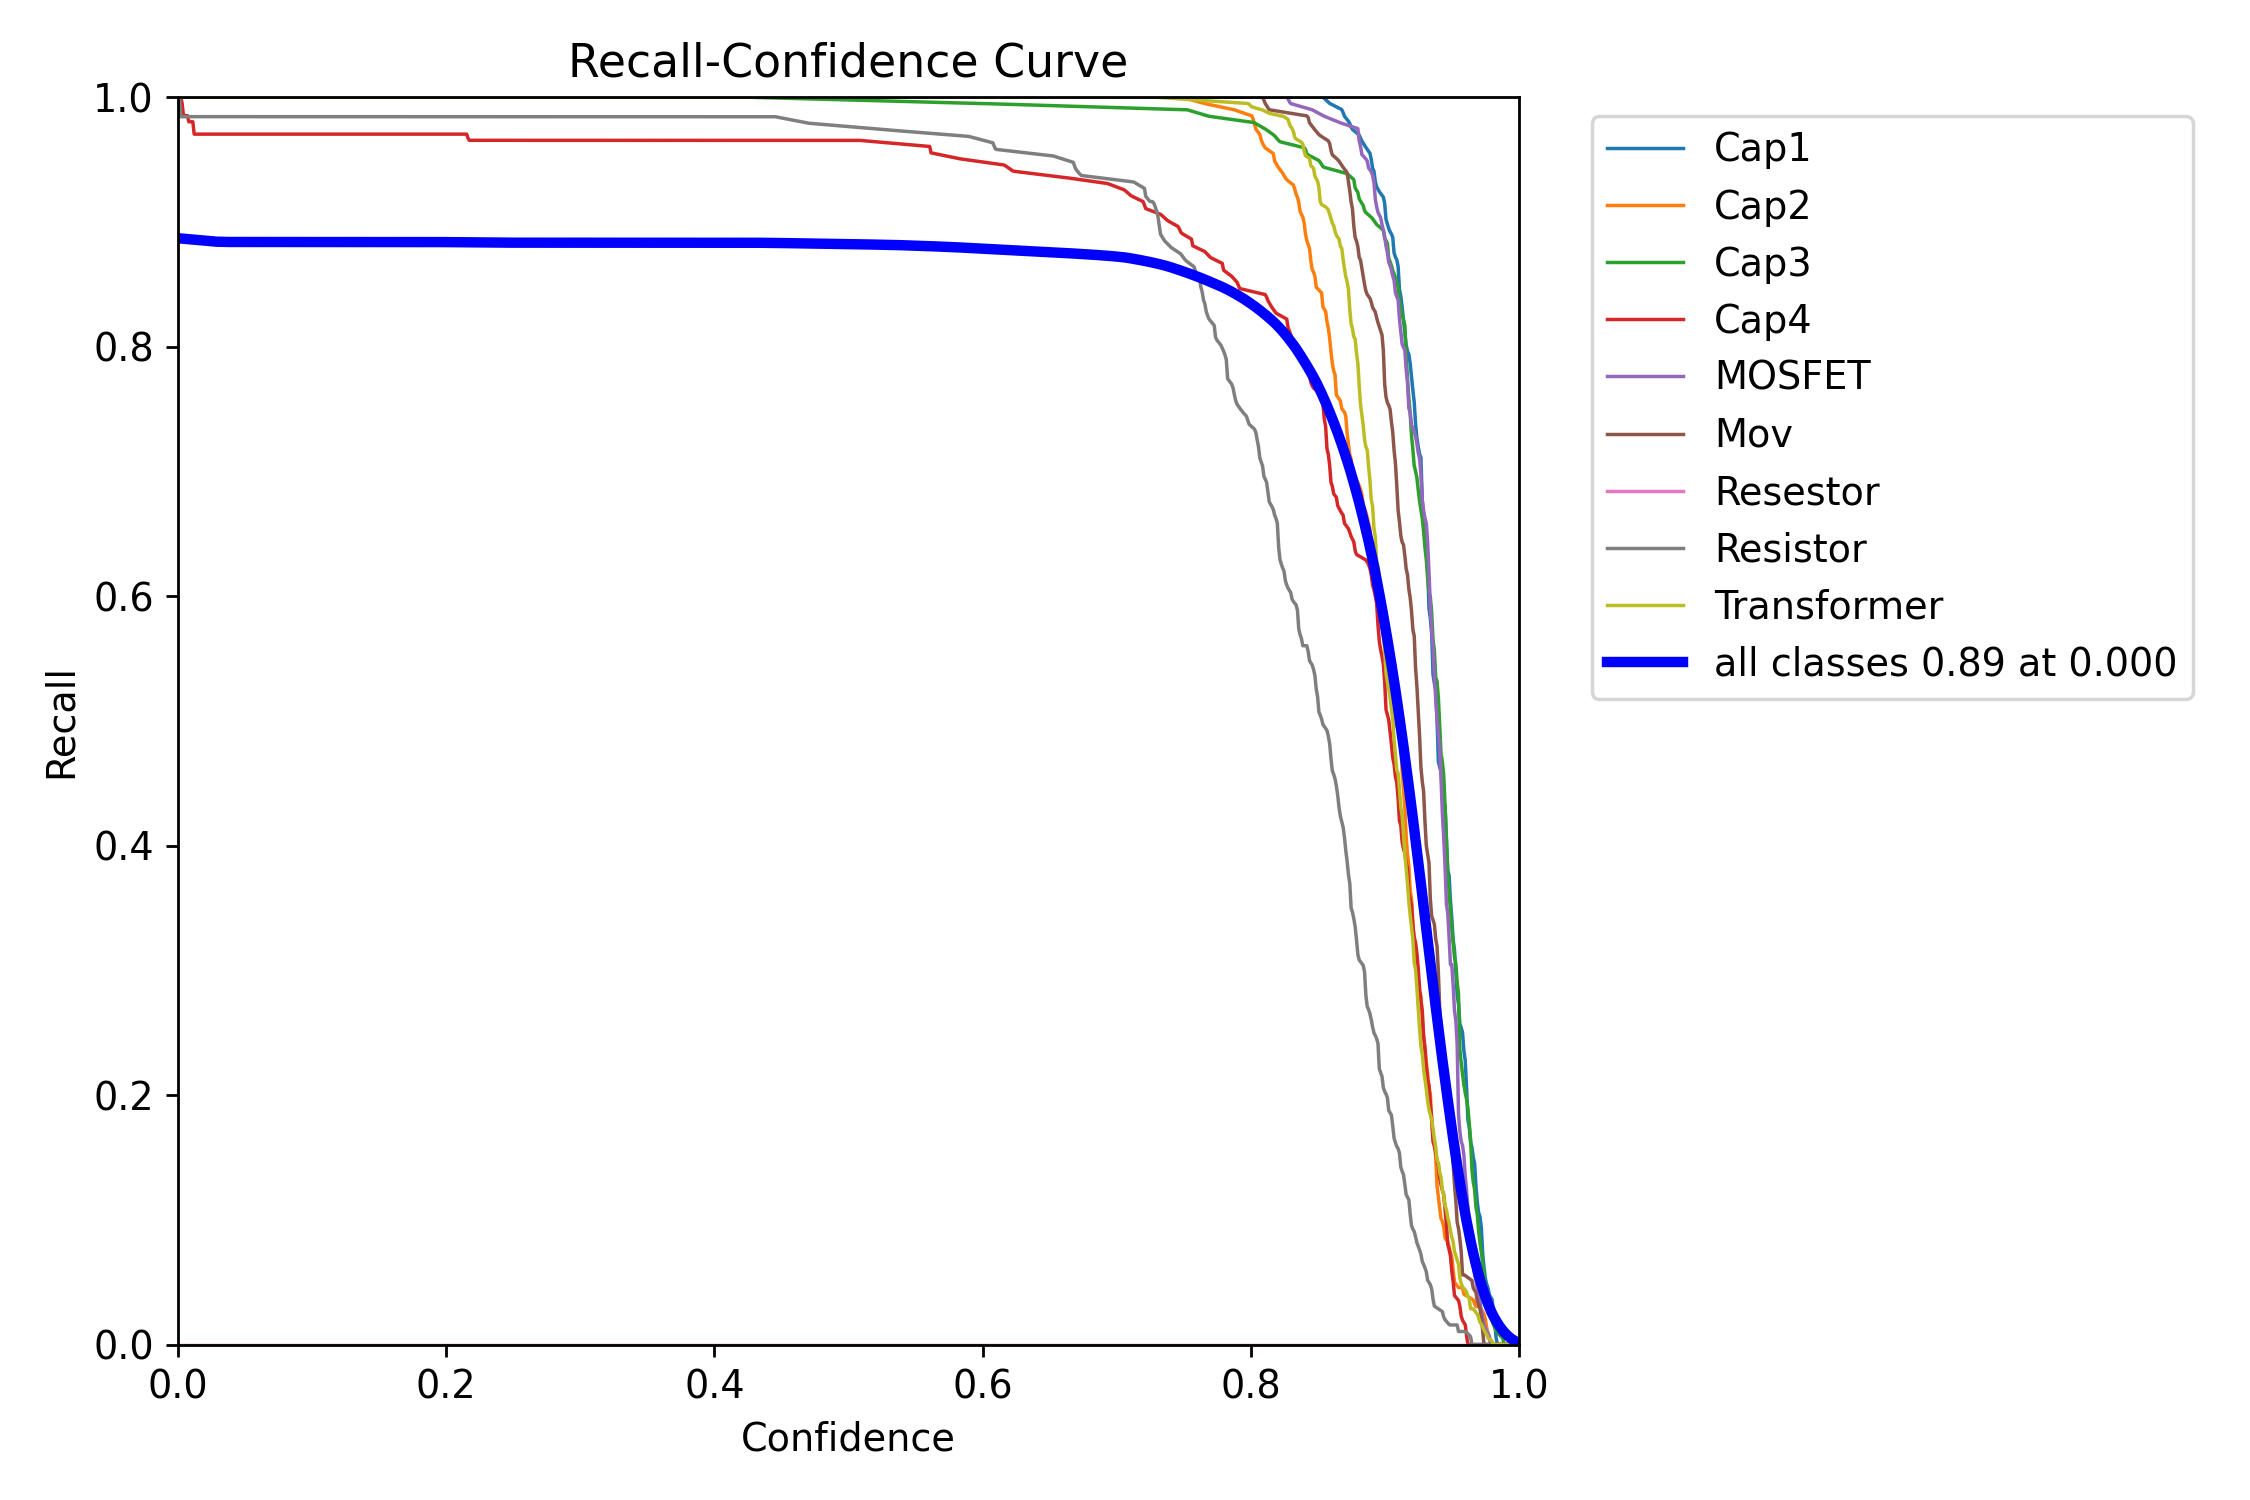 Recall-Confidence Curve
1.0
0.8
0.6
0.4
0.2
0.0
Recall
0.0 0.2 0.4 0.6 0.8 1.0
Confidence
Cap1
Cap2
Cap3
Cap4
MOSFET
Mov
Resestor
Resistor
Transformer
all classes 0.89 at 0.000